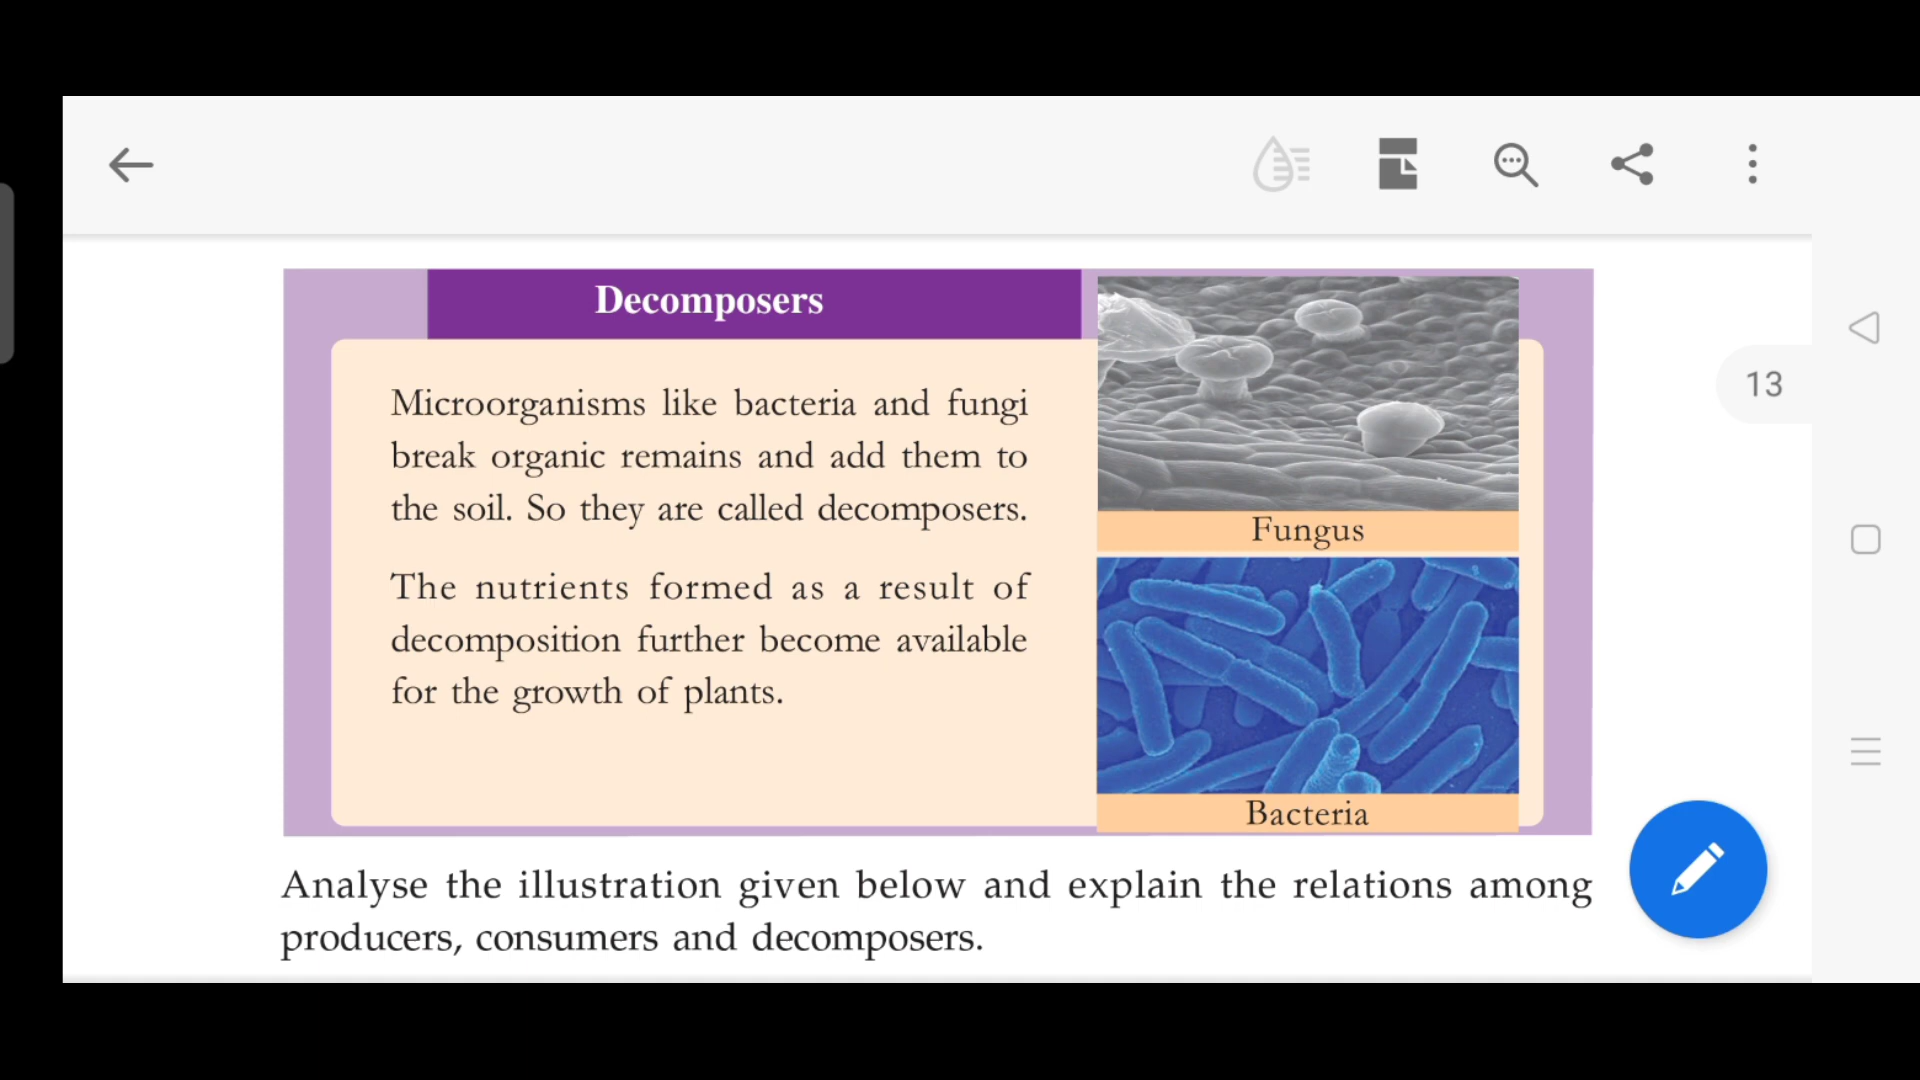 Decomposers
Microorganisms like bacteria and fungi
break organic remains and add them to
the soil. So they are called decomposers.
The nutrients formed as a result of
decomposition further become available
for the growth of plants.
Fungus
Bacteria
13
Analyse the illustration given below and explain the relations among
producers, consumers and decomposers.